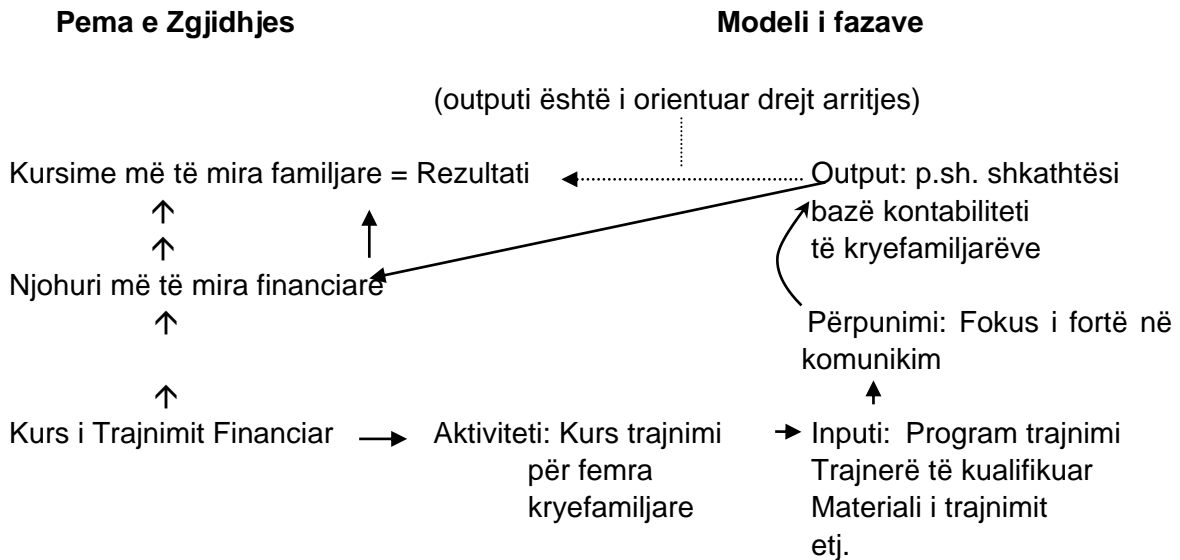 Pema e Zgjidhjes
Modeli i fazave
(outputi është i orientuar drejt arritjes)
Kursime më të mira familjare = Rezultati
Output: p.sh. shkathtësi
bazë kontabiliteti
të kryefamiljarëve
Njohuri më të mira financiare
Përpunimi: Fokus i fortë në
komunikim
Kurs i Trajnimit Financiar
Aktiviteti: Kurs trajnimi
për femra
kryefamiljare
Inputi: Program trajnimi
Trajnerë të kualifikuar
Materiali i trajnimit
etj.